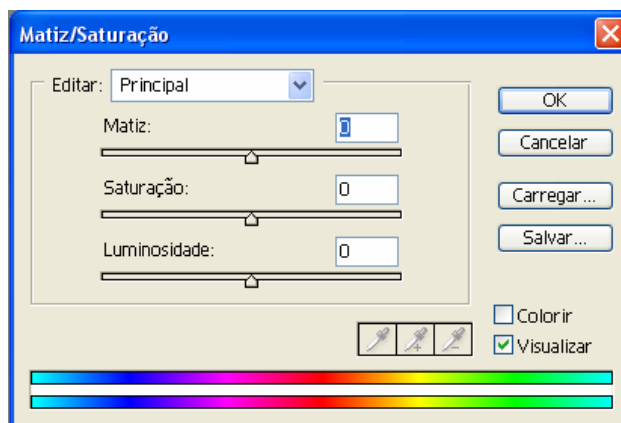 Matiz/Saturação
Editar: Principal
Matiz: 0
Saturação: 0
Luminosidade: 0
OK
Cancelar
Carregar...
Salvar...
Colorir
Visualizar